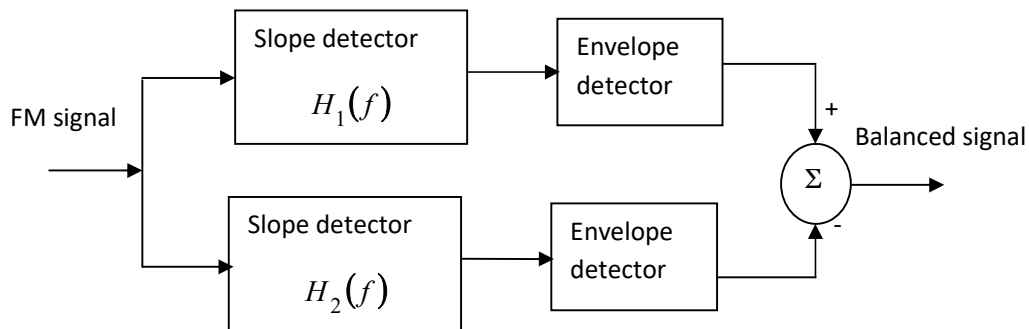 Slope detector
H₁(f)
Envelope
detector
FM signal
+
Balanced signal
Σ
-
Slope detector
H₂(f)
Envelope
detector